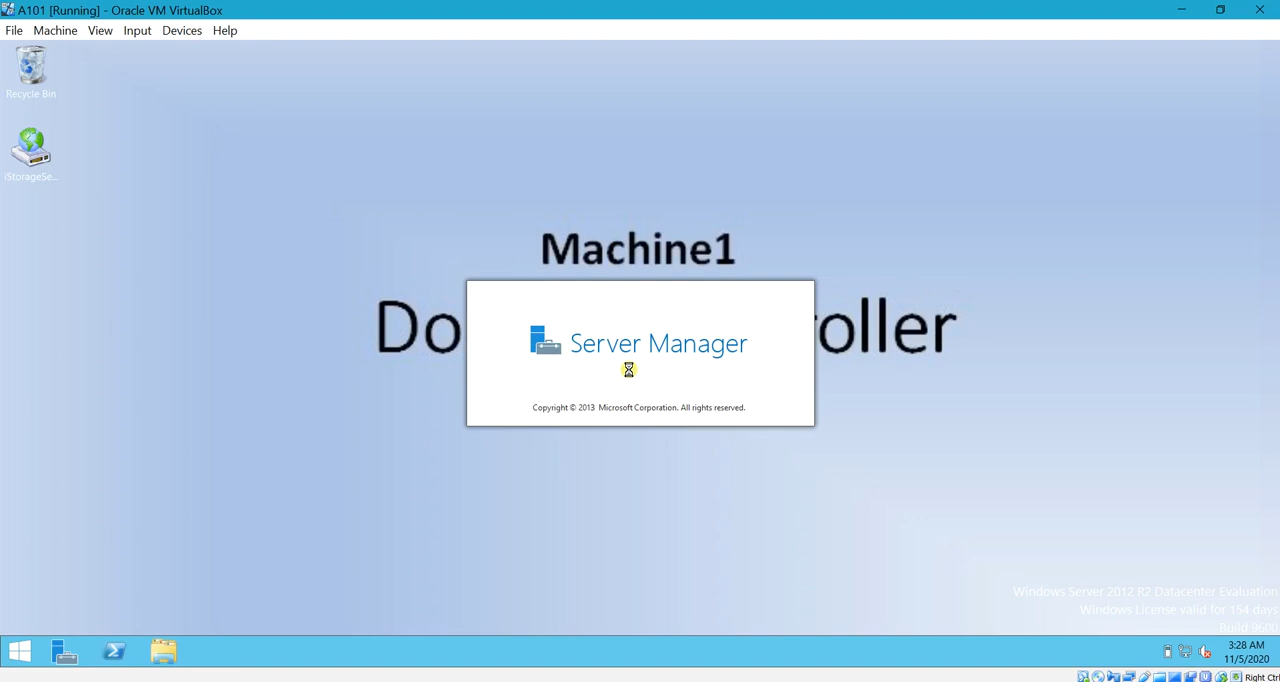 A101 [Running] - Oracle VM VirtualBox
File Machine View Input Devices Help
Recycle Bin
iStorageSe...
Machine1
Do
roller
Server Manager
Copyright © 2013 Microsoft Corporation. All rights reserved.
Windows Server 2012 R2 Datacenter Evaluation
Windows License valid for 154 days
Build 9600
3:28 AM
11/5/2020
Right Ctrl